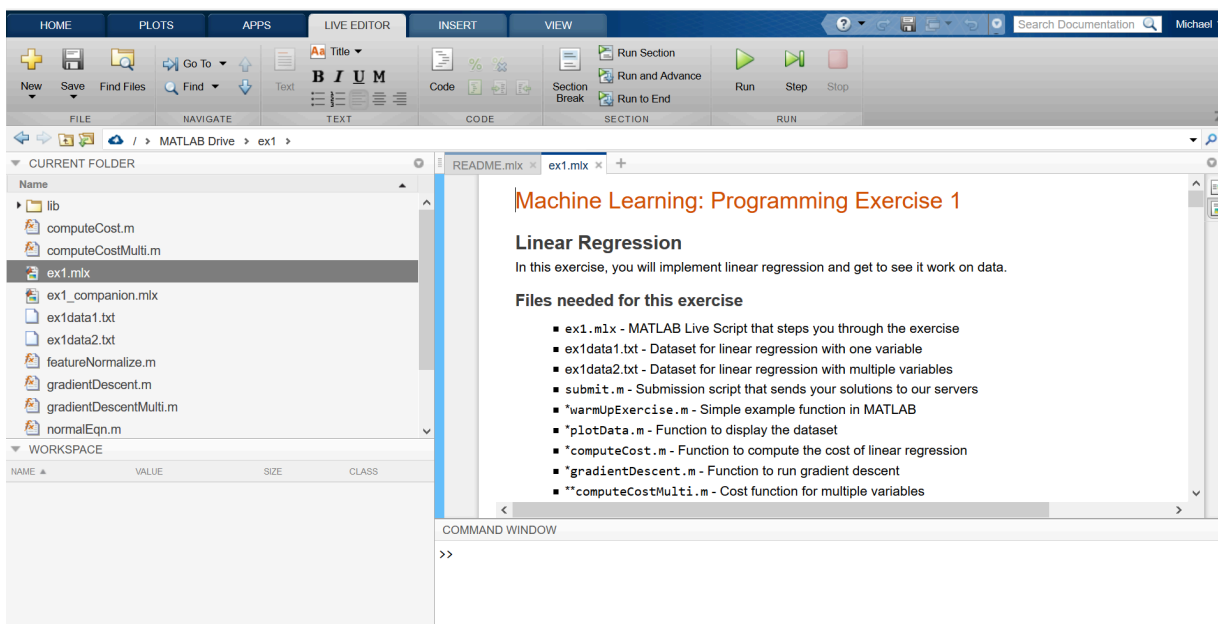 HOME PLOTS APPS LIVE EDITOR INSERT VIEW Search Documentation Michael
New Save Find Files Go To Find Text Aa Title B I U M Code Section Break Run Section Run and Advance Run to End Run Step Stop
FILE NAVIGATE TEXT CODE SECTION RUN
/ > MATLAB Drive > ex1 >
CURRENT FOLDER
Name
lib
computeCost.m
computeCostMulti.m
ex1.mlx
ex1_companion.mlx
ex1data1.txt
ex1data2.txt
featureNormalize.m
gradientDescent.m
gradientDescentMulti.m
normalEqn.m
WORKSPACE
NAME VALUE SIZE CLASS
README.mlx × ex1.mlx × +
Machine Learning: Programming Exercise 1
Linear Regression
In this exercise, you will implement linear regression and get to see it work on data.
Files needed for this exercise
ex1.mlx - MATLAB Live Script that steps you through the exercise
ex1data1.txt - Dataset for linear regression with one variable
ex1data2.txt - Dataset for linear regression with multiple variables
submit.m - Submission script that sends your solutions to our servers
*warmUpExercise.m - Simple example function in MATLAB
*plotData.m - Function to display the dataset
*computeCost.m - Function to compute the cost of linear regression
*gradientDescent.m - Function to run gradient descent
**computeCostMulti.m - Cost function for multiple variables
COMMAND WINDOW
>>